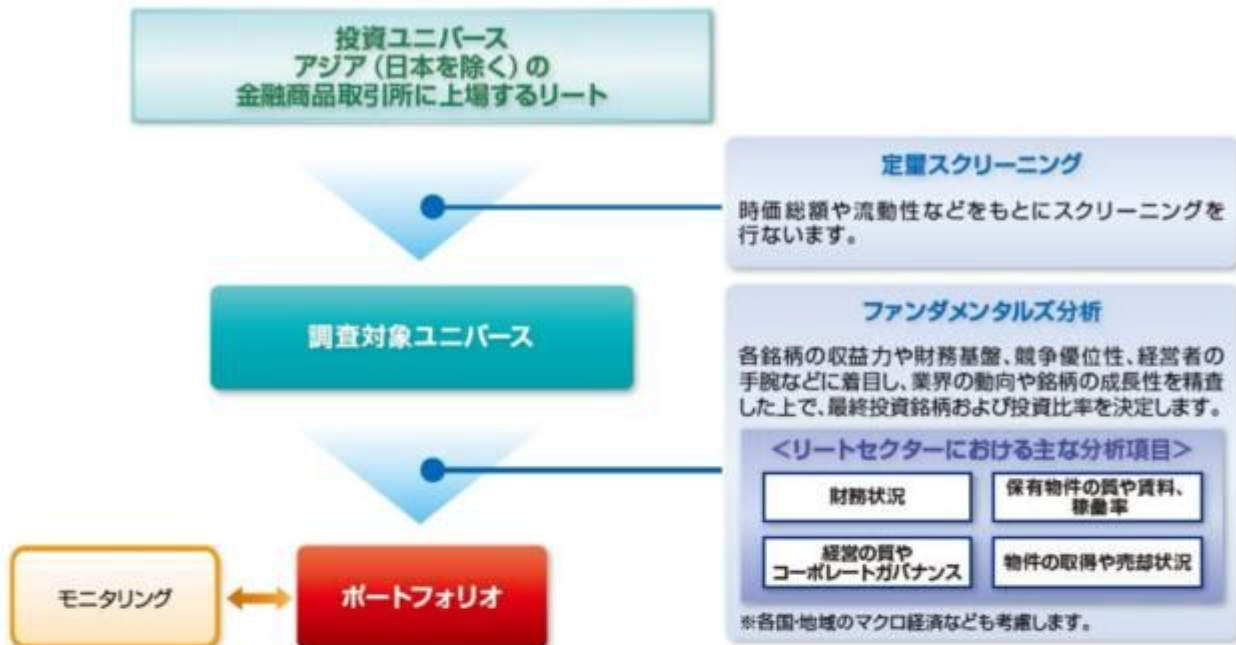 投資ユニバース
アジア（日本を除く）の
金融商品取引所に上場するリート
定量スクリーニング
時価総額や流動性などをもとにスクリーニングを
行ないます。
調査対象ユニバース
ファンダメンタルズ分析
各銘柄の収益力や財務基盤、競争優位性、経営者の
手腕などに着目し、業界の動向や銘柄の成長性を精査
した上で、最終投資銘柄および投資比率を決定します。
＜リートセクターにおける主な分析項目＞
財務状況
保有物件の質や賃料、
稼働率
経営の質や
コーポレートガバナンス
物件の取得や売却状況
※各国・地域のマクロ経済なども考慮します。
モニタリング
ポートフォリオ